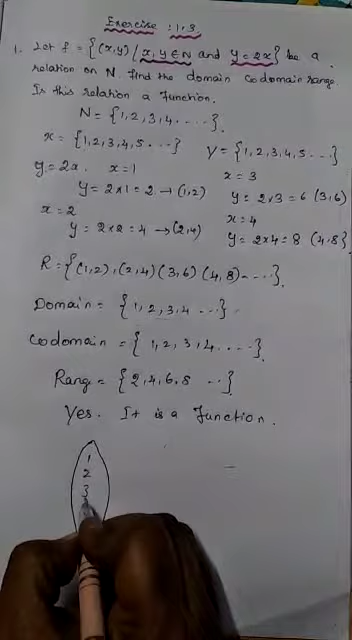 Exercise : 1.3
1. Let f = {(x,y) / x, y ∈ N and y = 2x} be a
relation on N. Find the domain Codomain range.
Is this relation a function.
N = {1, 2, 3, 4. . . . . }.
x = {1, 2, 3, 4, 5. . . . } Y = {1, 2, 3, 4, 5. . . }
y = 2x. x = 1
y = 2×1 = 2 → (1,2)
x = 2
y = 2×2 = 4 → (2,4)
x = 3
y = 2×3 = 6 (3,6)
x = 4
y = 2×4 = 8 (4,8)
R = {(1,2), (2,4) (3,6) (4,8) - . . . }.
Domain = {1, 2, 3, 4 . . . }
Codomain = {1, 2, 3, 4. . . . }.
Range = {2, 4, 6, 8 . . }
Yes. It is a function.
1
2
3